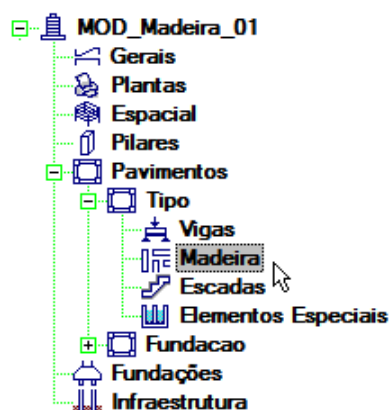 MOD_Madeira_01
Gerais
Plantas
Espacial
Pilares
Pavimentos
Tipo
Vigas
Madeira
Escadas
Elementos Especiais
Fundacao
Fundações
Infraestrutura